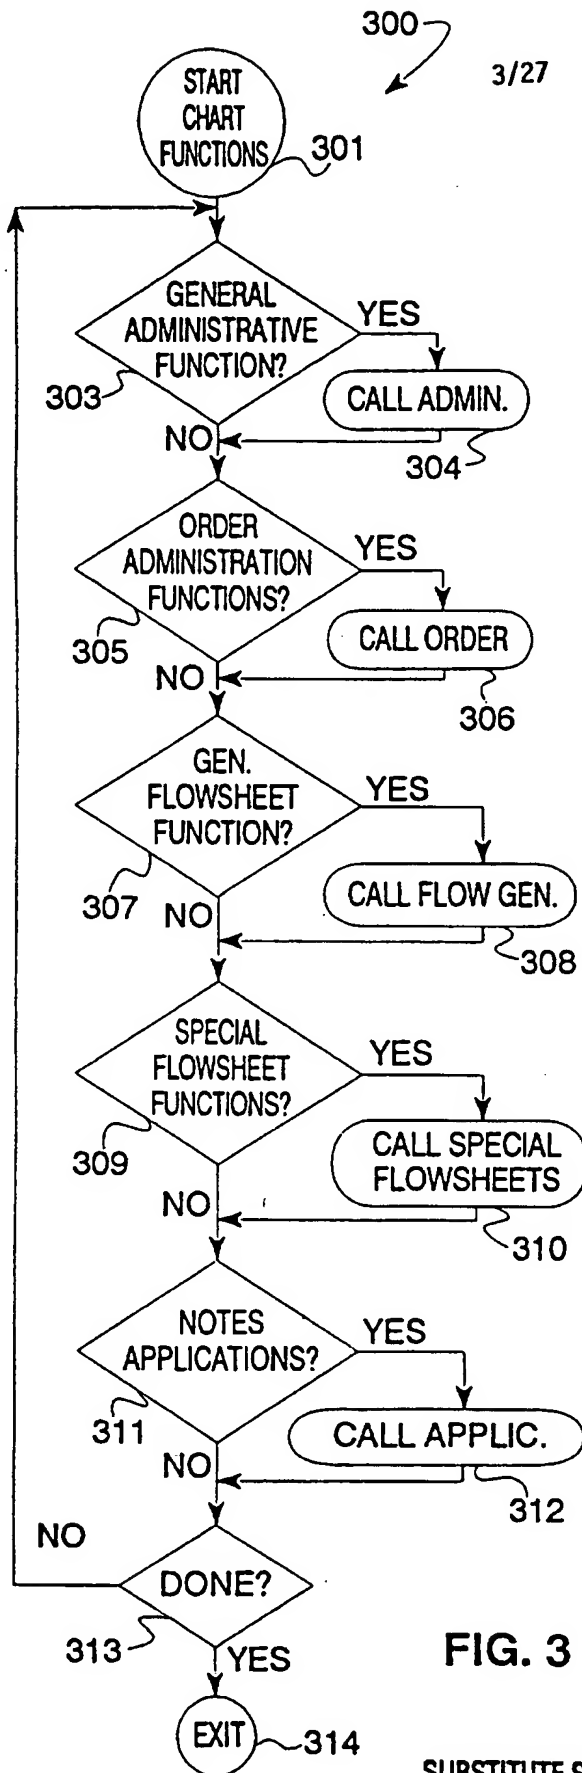 300
3/27
START
CHART
FUNCTIONS
301
GENERAL
ADMINISTRATIVE
FUNCTION?
YES
303
CALL ADMIN.
NO
304
ORDER
ADMINISTRATION
FUNCTIONS?
YES
305
CALL ORDER
NO
306
GEN.
FLOWSHEET
FUNCTION?
YES
307
CALL FLOW GEN.
NO
308
SPECIAL
FLOWSHEET
FUNCTIONS?
YES
309
CALL SPECIAL
FLOWSHEETS
NO
310
NOTES
APPLICATIONS?
YES
311
CALL APPLIC.
NO
312
NO
DONE?
313
YES
FIG. 3
EXIT
314
SUBSTITUTE S